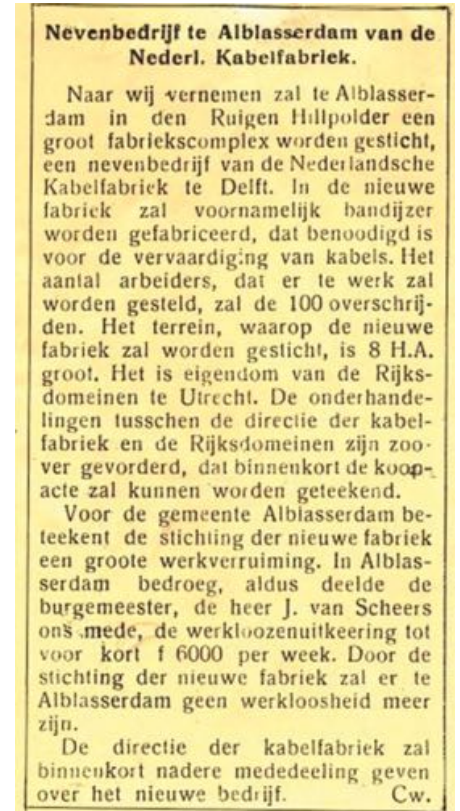 Nevenbedrijf te Alblasserdam van de
Nederl. Kabelfabriek.
Naar wij vernemen zal te Alblasser-
dam in den Ruigen Hillpolder een
groot fabriekscomplex worden gesticht,
een nevenbedrijf van de Nederlandsche
Kabelfabriek te Delft. In de nieuwe
fabriek zal voornamelijk bandijzer
worden gefabriceerd, dat benoodigd is
voor de vervaardiging van kabels. Het
aantal arbeiders, dat er te werk zal
worden gesteld, zal de 100 overschrij-
den. Het terrein, waarop de nieuwe
fabriek zal worden gesticht, is 8 H.A.
groot. Het is eigendom van de Rijks-
domeinen te Utrecht. De onderhande-
lingen tusschen de directie der kabel-
fabriek en de Rijksdomeinen zijn zoo-
ver gevorderd, dat binnenkort de koop-
acte zal kunnen worden geteekend.
Voor de gemeente Alblasserdam be-
teekent de stichting der nieuwe fabriek
een groote werkverruiming. In Alblas-
serdam bedroeg, aldus deelde de
burgemeester, de heer J. van Scheers
ons mede, de werkloozenuitkeering tot
voor kort f 6000 per week. Door de
stichting der nieuwe fabriek zal er te
Alblasserdam geen werkloosheid meer
zijn.
De directie der kabelfabriek zal
binnenkort nadere mededeeling geven
over het nieuwe bedrijf. Cw.